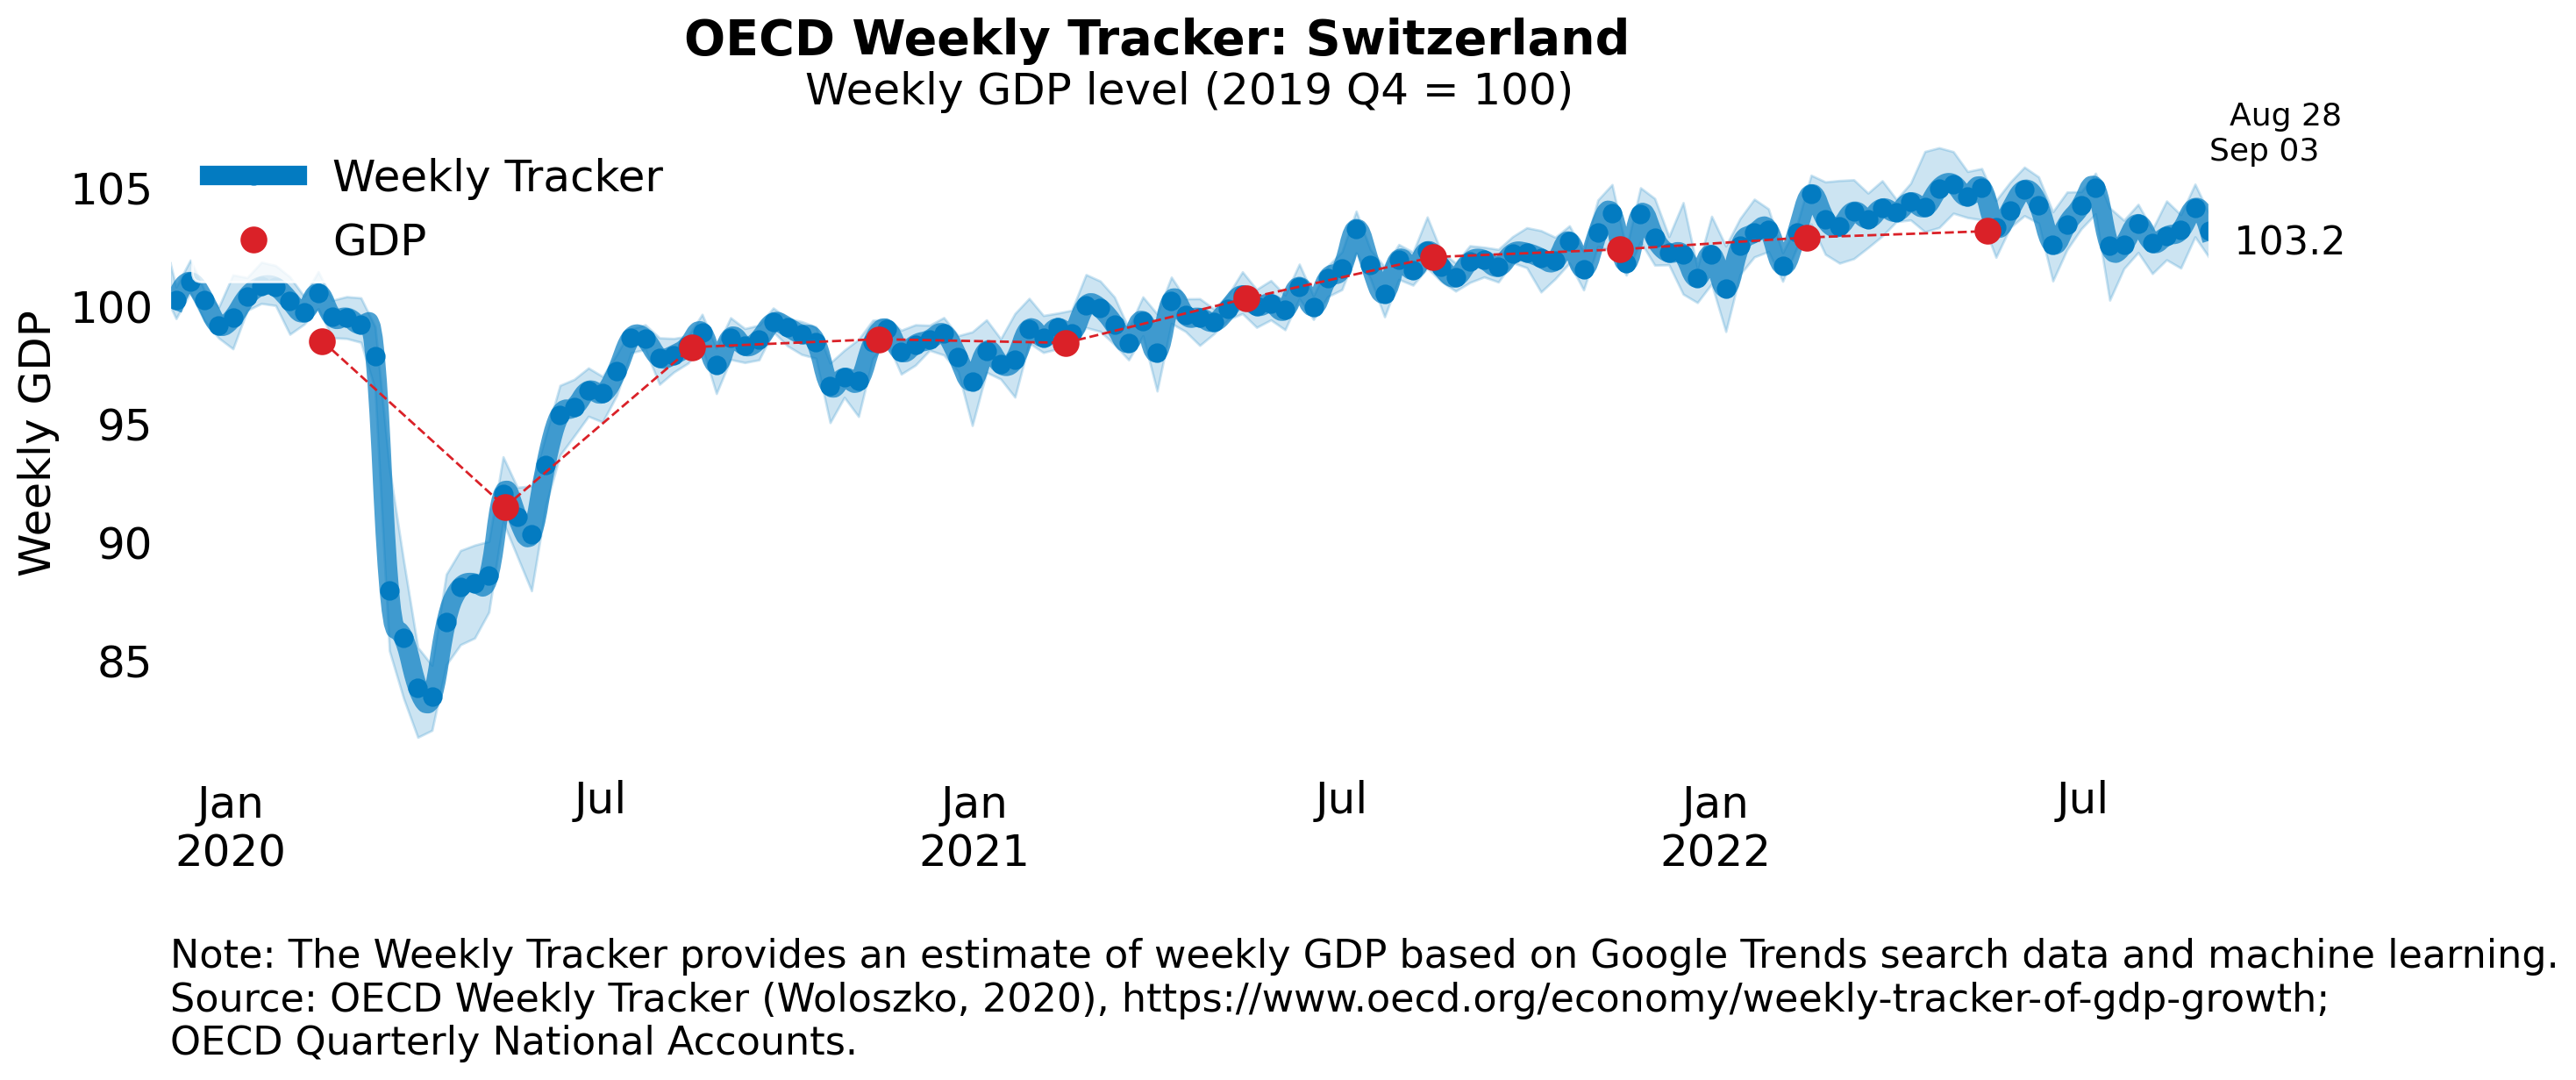 OECD Weekly Tracker: Switzerland
Weekly GDP level (2019 Q4 = 100)
Aug 28
Sep 03
Weekly Tracker
GDP
105
100
95
90
85
Weekly GDP
103.2
Jan
2020
Jul
Jan
2021
Jul
Jan
2022
Jul
Note: The Weekly Tracker provides an estimate of weekly GDP based on Google Trends search data and machine learning.
Source: OECD Weekly Tracker (Woloszko, 2020), https://www.oecd.org/economy/weekly-tracker-of-gdp-growth;
OECD Quarterly National Accounts.